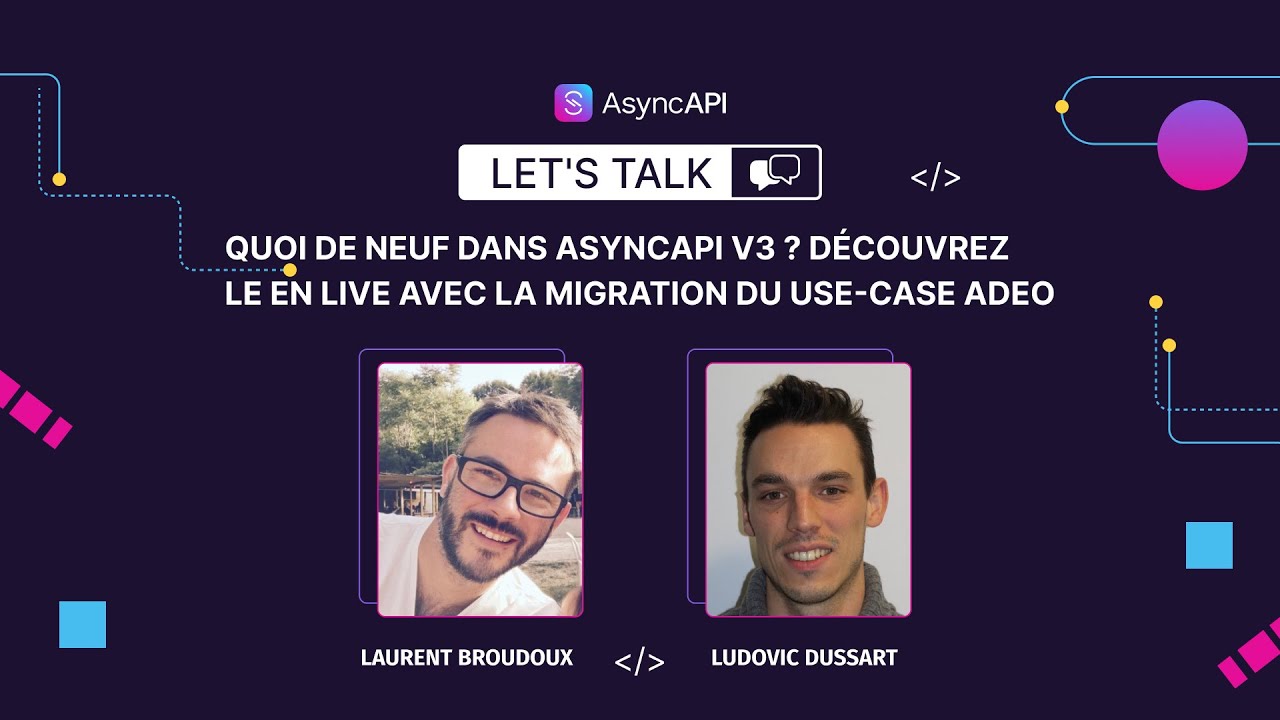 AsyncAPI
LET'S TALK
</>
QUOI DE NEUF DANS ASYNCAPI V3 ? DÉCOUVREZ
LE EN LIVE AVEC LA MIGRATION DU USE-CASE ADEO
LAURENT BROUDOUX
</>
LUDOVIC DUSSART